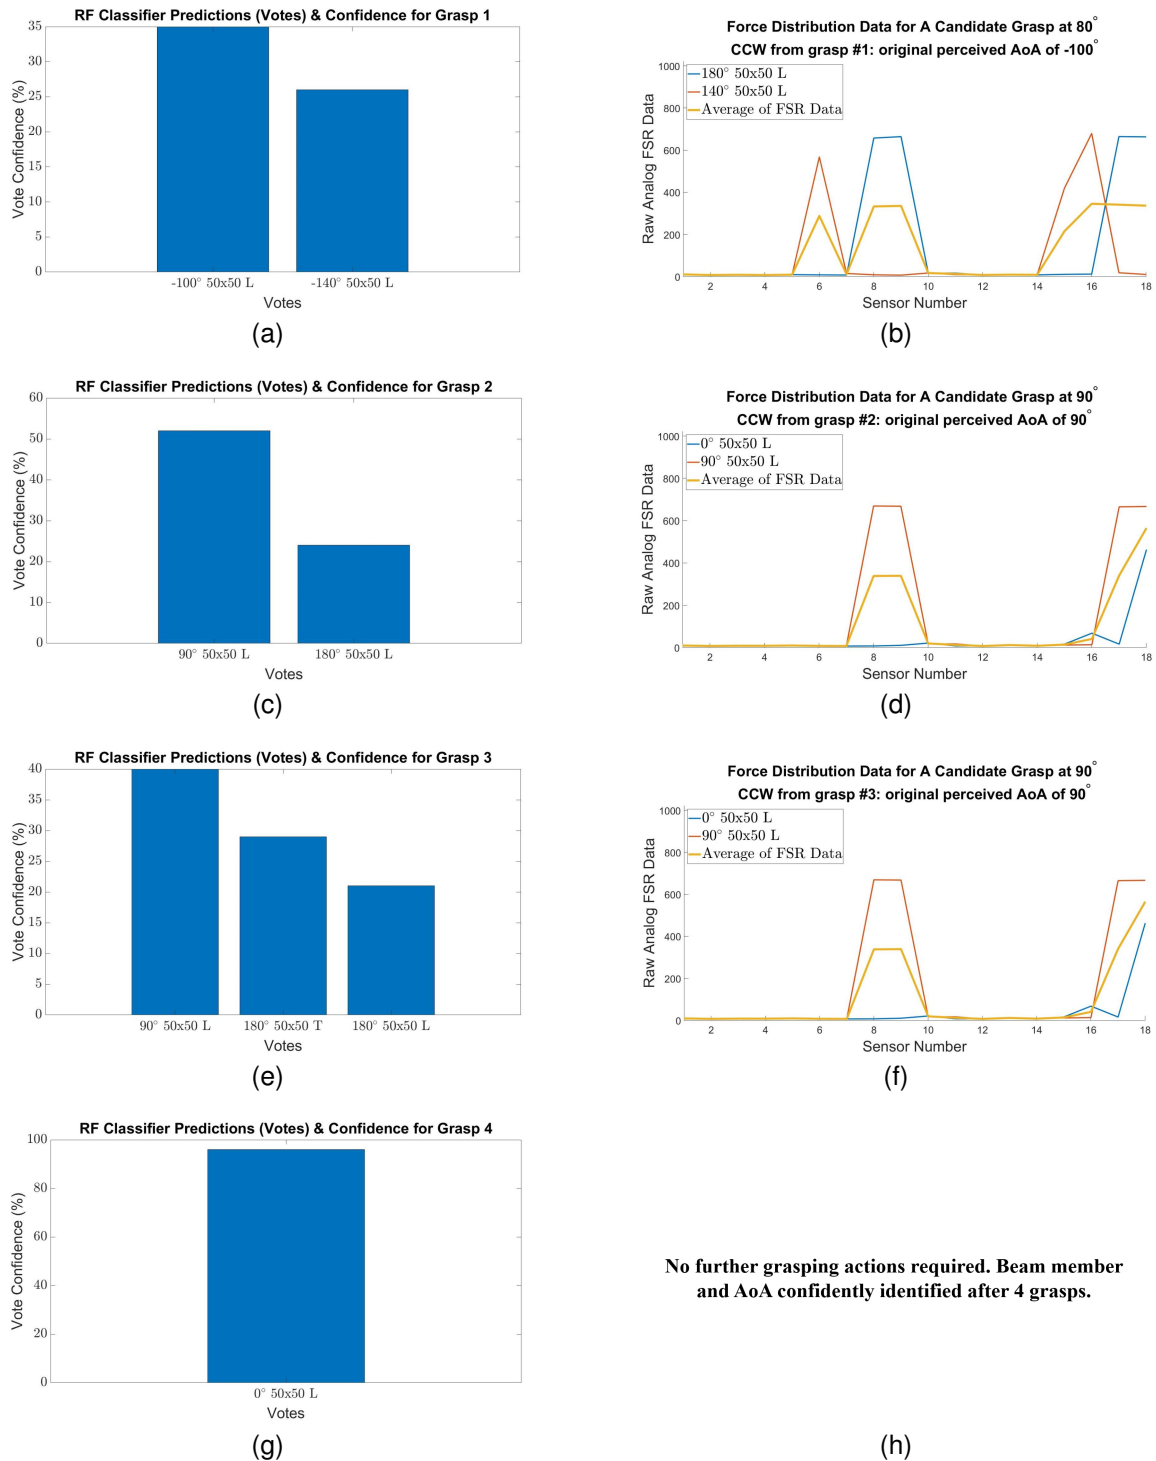 RF Classifier Predictions (Votes) & Confidence for Grasp 1
Vote Confidence (%)
35
30
25
20
15
10
5
0
-100° 50x50 L
-140° 50x50 L
Votes
(a)
Force Distribution Data for A Candidate Grasp at 80°
CCW from grasp #1: original perceived AoA of -100°
Raw Analog FSR Data
1000
800
600
400
200
0
180° 50x50 L
140° 50x50 L
Average of FSR Data
2 4 6 8 10 12 14 16 18
Sensor Number
(b)
RF Classifier Predictions (Votes) & Confidence for Grasp 2
Vote Confidence (%)
60
50
40
30
20
10
0
90° 50x50 L
180° 50x50 L
Votes
(c)
Force Distribution Data for A Candidate Grasp at 90°
CCW from grasp #2: original perceived AoA of 90°
Raw Analog FSR Data
1000
800
600
400
200
0
0° 50x50 L
90° 50x50 L
Average of FSR Data
2 4 6 8 10 12 14 16 18
Sensor Number
(d)
RF Classifier Predictions (Votes) & Confidence for Grasp 3
Vote Confidence (%)
40
35
30
25
20
15
10
5
0
90° 50x50 L
180° 50x50 T
180° 50x50 L
Votes
(e)
Force Distribution Data for A Candidate Grasp at 90°
CCW from grasp #3: original perceived AoA of 90°
Raw Analog FSR Data
1000
800
600
400
200
0
0° 50x50 L
90° 50x50 L
Average of FSR Data
2 4 6 8 10 12 14 16 18
Sensor Number
(f)
RF Classifier Predictions (Votes) & Confidence for Grasp 4
Vote Confidence (%)
100
80
60
40
20
0
0° 50x50 L
Votes
(g)
No further grasping actions required. Beam member
and AoA confidently identified after 4 grasps.
(h)